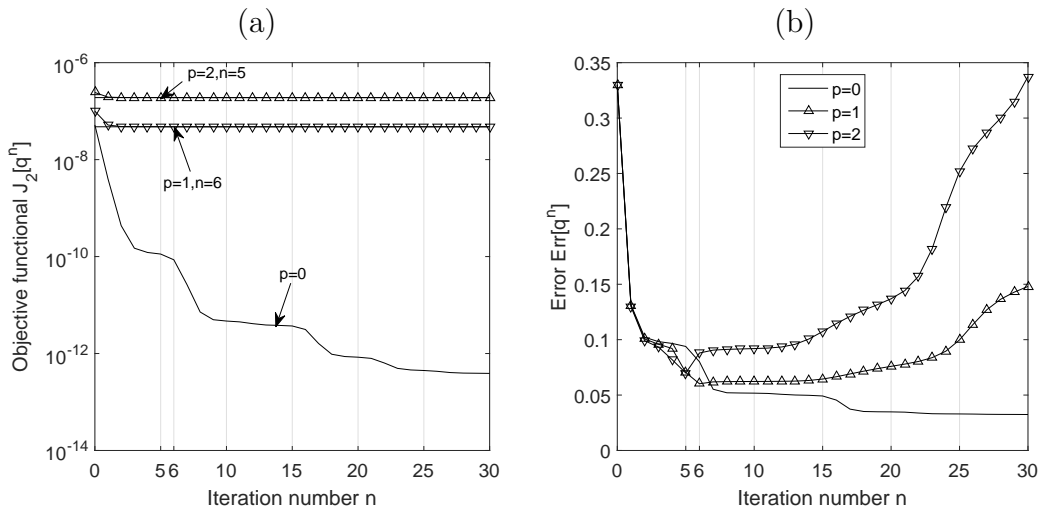 (a)
10^-6
10^-8
10^-10
10^-12
10^-14
Objective functional J_2[q^n]
p=2,n=5
p=1,n=6
p=0
0 5 6 10 15 20 25 30
Iteration number n
(b)
0.35
0.3
0.25
0.2
0.15
0.1
0.05
0
Error Err[q^n]
p=0
p=1
p=2
0 5 6 10 15 20 25 30
Iteration number n